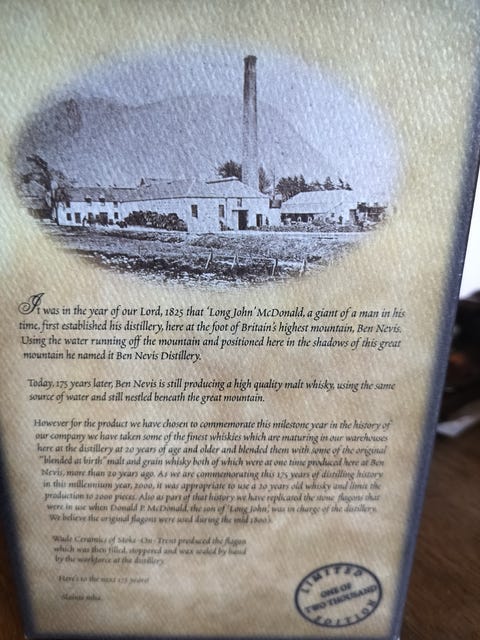 It was in the year of our Lord, 1825 that 'Long John' McDonald, a giant of a man in his
time, first established his distillery, here at the foot of Britain's highest mountain, Ben Nevis.
Using the water running off the mountain and positioned here in the shadows of this great
mountain he named it Ben Nevis Distillery.
Today, 175 years later, Ben Nevis is still producing a high quality malt whisky, using the same
source of water and still nestled beneath the great mountain.
However for the product we have chosen to commemorate this milestone year in the history of
our company we have taken some of the finest whiskies which are maturing in our warehouses
here at the distillery at 20 years of age and older and blended them with some of the original
"blended at birth" malt and grain whisky both of which were at one time produced here at Ben
Nevis, more than 20 years ago. As we are commemorating this 175 years of distilling history
in this millennium year, 2000, it was appropriate to use a 20 years old whisky and limit the
production to 2000 pieces. Also as part of that history we have replicated the stone flagons that
were in use when Donald P. McDonald, the son of 'Long John', was in charge of the distillery.
We believe the original flagons were used during the mid 1800's.
Wade Ceramics of Stoke-On-Trent produced the flagon
which was then filled, stoppered and wax sealed by hand
by the workforce at the distillery.
Here's to the next 175 years!
Slainte mha.
LIMITED
ONE OF
TWO THOUSAND
EDITION